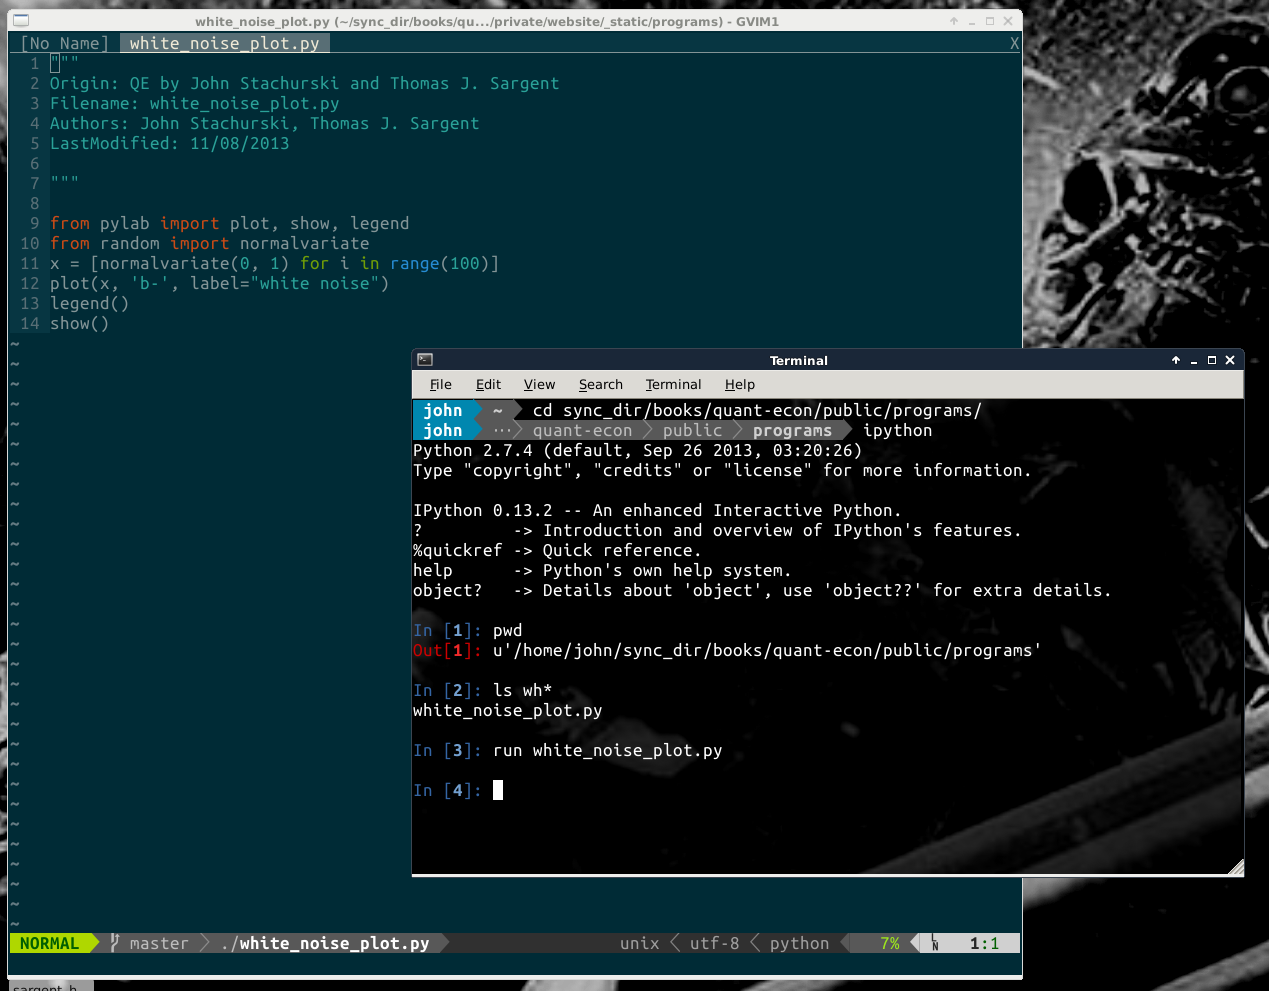 white_noise_plot.py (~/sync_dir/books/qu.../private/website/_static/programs) - GVIM1
[No Name] white_noise_plot.py X
1 """
2 Origin: QE by John Stachurski and Thomas J. Sargent
3 Filename: white_noise_plot.py
4 Authors: John Stachurski, Thomas J. Sargent
5 LastModified: 11/08/2013
6
7 """
8
9 from pylab import plot, show, legend
10 from random import normalvariate
11 x = [normalvariate(0, 1) for i in range(100)]
12 plot(x, 'b-', label="white noise")
13 legend()
14 show()
Terminal
File Edit View Search Terminal Help
john ~ cd sync_dir/books/quant-econ/public/programs/
john ... quant-econ public programs ipython
Python 2.7.4 (default, Sep 26 2013, 03:20:26)
Type "copyright", "credits" or "license" for more information.
IPython 0.13.2 -- An enhanced Interactive Python.
? -> Introduction and overview of IPython's features.
%quickref -> Quick reference.
help -> Python's own help system.
object? -> Details about 'object', use 'object??' for extra details.
In [1]: pwd
Out[1]: u'/home/john/sync_dir/books/quant-econ/public/programs'
In [2]: ls wh*
white_noise_plot.py
In [3]: run white_noise_plot.py
In [4]:
NORMAL master ./white_noise_plot.py unix utf-8 python 7% LN 1:1